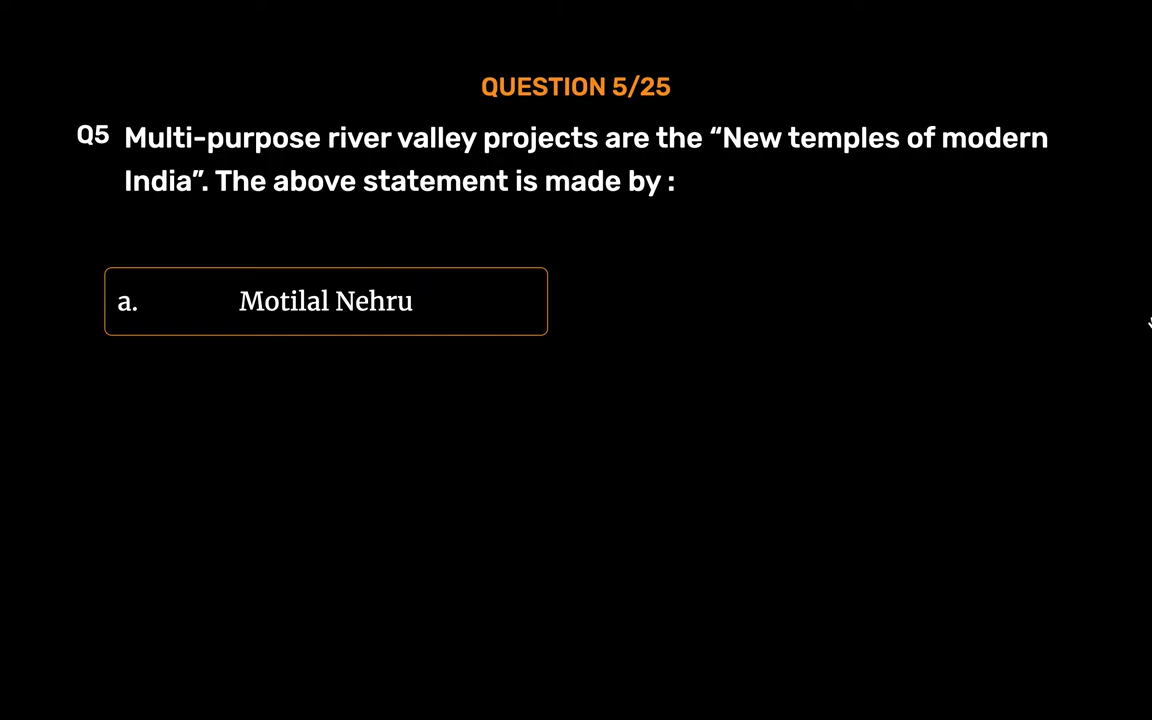 QUESTION 5/25
Q5 Multi-purpose river valley projects are the “New temples of modern
India”. The above statement is made by :
a. Motilal Nehru